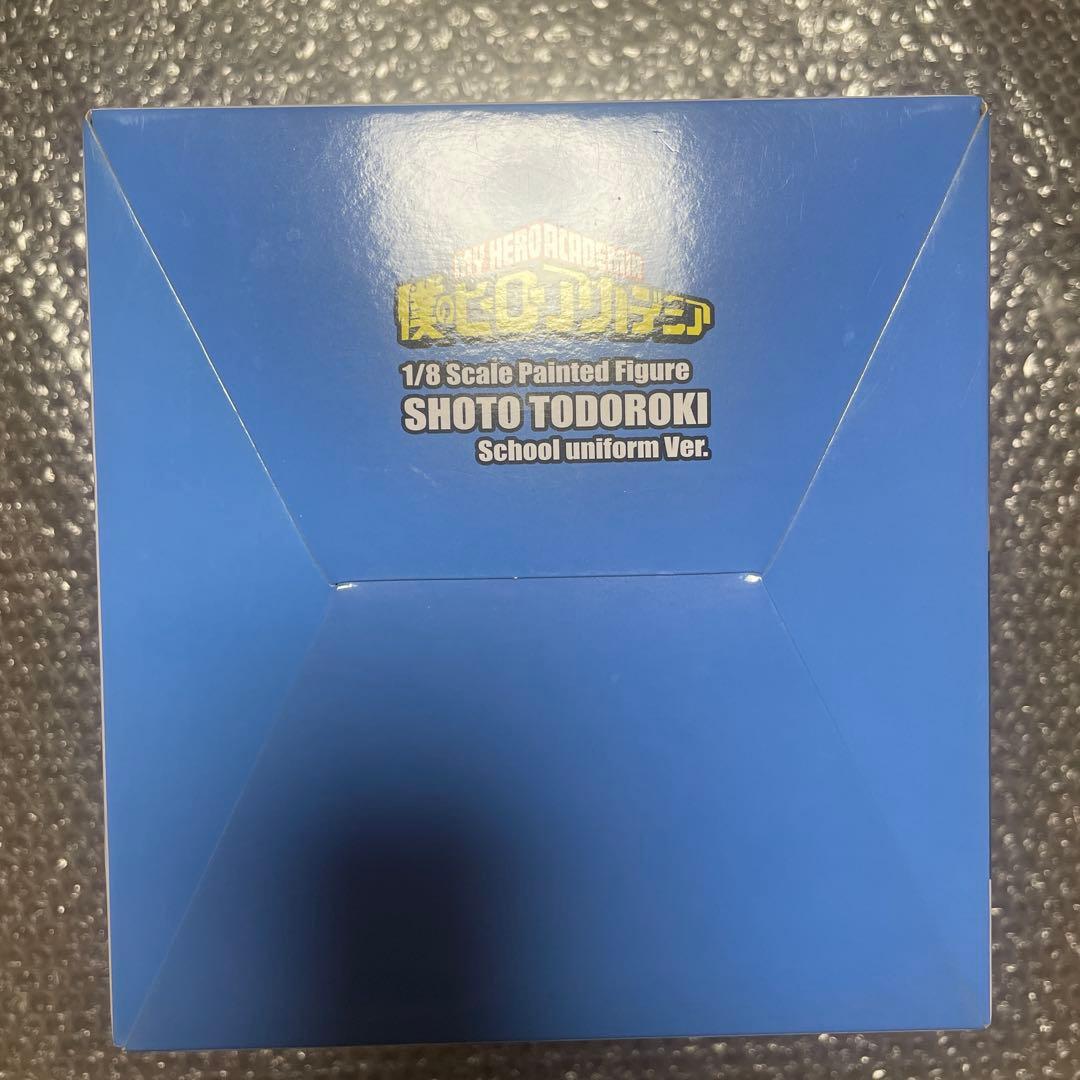 MY HERO ACADEMIA
僕のヒーローアカデミア
1/8 Scale Painted Figure
SHOTO TODOROKI
School uniform Ver.